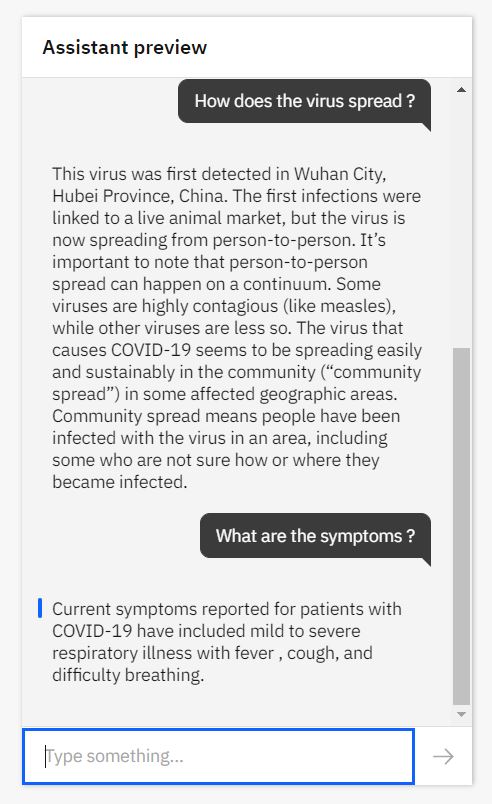 Assistant preview
How does the virus spread ?
This virus was first detected in Wuhan City,
Hubei Province, China. The first infections were
linked to a live animal market, but the virus is
now spreading from person-to-person. It’s
important to note that person-to-person
spread can happen on a continuum. Some
viruses are highly contagious (like measles),
while other viruses are less so. The virus that
causes COVID-19 seems to be spreading easily
and sustainably in the community (“community
spread”) in some affected geographic areas.
Community spread means people have been
infected with the virus in an area, including
some who are not sure how or where they
became infected.
What are the symptoms ?
Current symptoms reported for patients with
COVID-19 have included mild to severe
respiratory illness with fever , cough, and
difficulty breathing.
Type something...